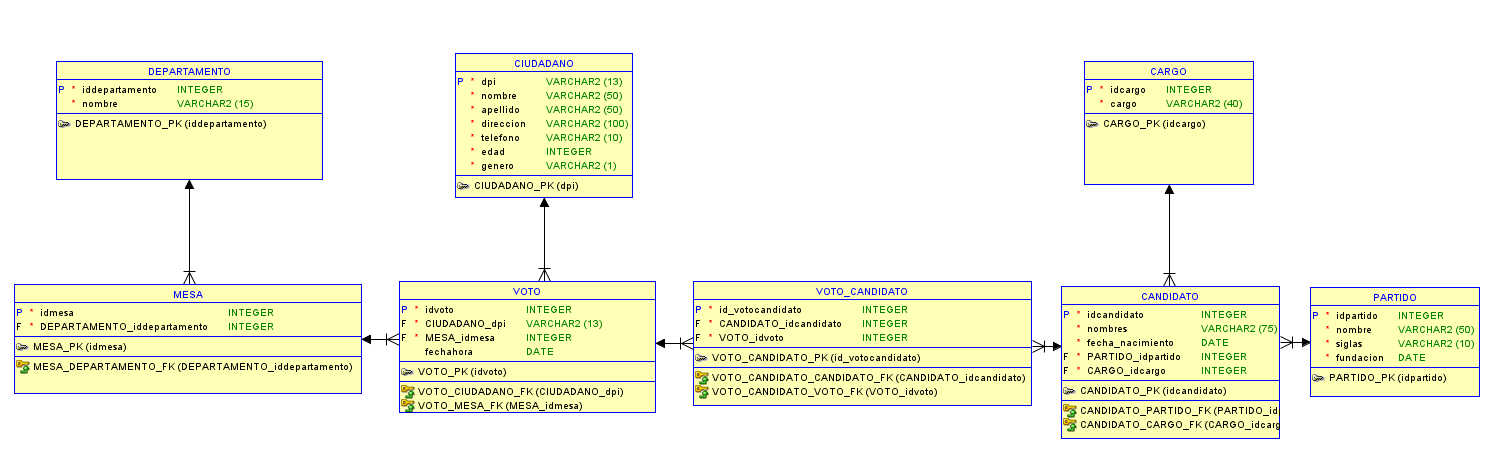 DEPARTAMENTO
P * iddepartamento INTEGER
* nombre VARCHAR2 (15)
DEPARTAMENTO_PK (iddepartamento)
CIUDADANO
P * dpi VARCHAR2 (13)
* nombre VARCHAR2 (50)
* apellido VARCHAR2 (50)
* direccion VARCHAR2 (100)
* telefono VARCHAR2 (10)
* edad INTEGER
* genero VARCHAR2 (1)
CIUDADANO_PK (dpi)
CARGO
P * idcargo INTEGER
* cargo VARCHAR2 (40)
CARGO_PK (idcargo)
MESA
P * idmesa INTEGER
F * DEPARTAMENTO_iddepartamento INTEGER
MESA_PK (idmesa)
MESA_DEPARTAMENTO_FK (DEPARTAMENTO_iddepartamento)
VOTO
P * idvoto INTEGER
F * CIUDADANO_dpi VARCHAR2 (13)
F * MESA_idmesa INTEGER
fechahora DATE
VOTO_PK (idvoto)
VOTO_CIUDADANO_FK (CIUDADANO_dpi)
VOTO_MESA_FK (MESA_idmesa)
VOTO_CANDIDATO
P * id_votocandidato INTEGER
F * CANDIDATO_idcandidato INTEGER
F * VOTO_idvoto INTEGER
VOTO_CANDIDATO_PK (id_votocandidato)
VOTO_CANDIDATO_CANDIDATO_FK (CANDIDATO_idcandidato)
VOTO_CANDIDATO_VOTO_FK (VOTO_idvoto)
CANDIDATO
P * idcandidato INTEGER
* nombres VARCHAR2 (75)
* fecha_nacimiento DATE
F * PARTIDO_idpartido INTEGER
F * CARGO_idcargo INTEGER
CANDIDATO_PK (idcandidato)
CANDIDATO_PARTIDO_FK (PARTIDO_id
CANDIDATO_CARGO_FK (CARGO_idcarg
PARTIDO
P * idpartido INTEGER
* nombre VARCHAR2 (50)
* siglas VARCHAR2 (10)
* fundacion DATE
PARTIDO_PK (idpartido)